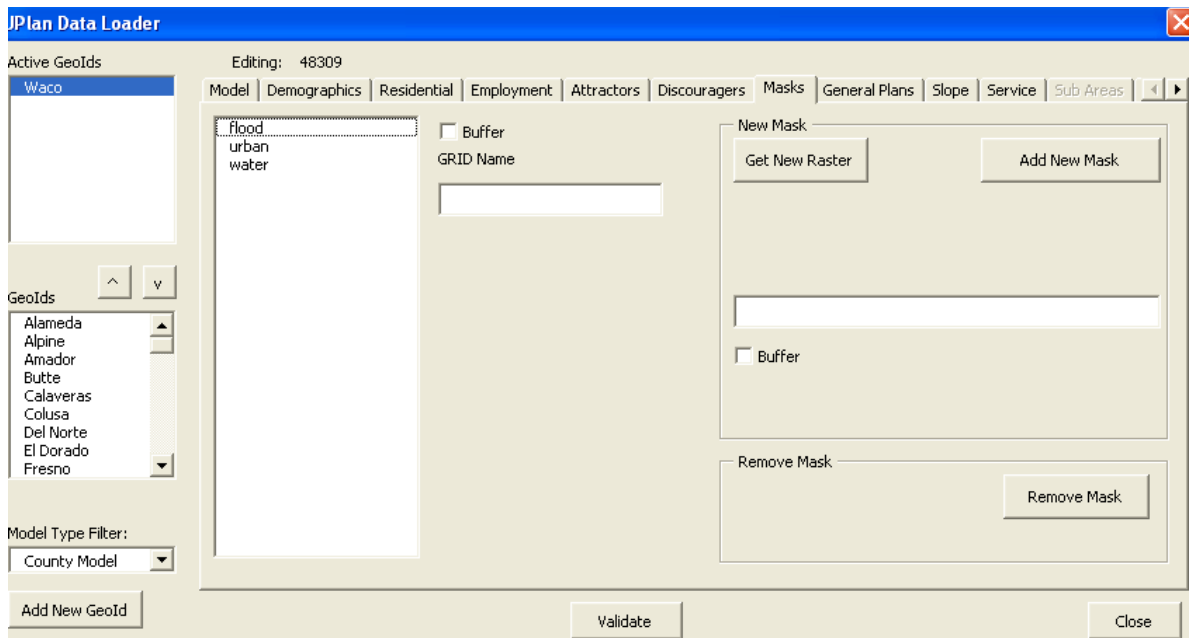 JPlan Data Loader
Active GeoIds
Waco
Editing: 48309
Model Demographics Residential Employment Attractors Discouragers Masks General Plans Slope Service Sub Areas
flood
urban
water
Buffer
GRID Name
New Mask
Get New Raster
Add New Mask
Buffer
Remove Mask
Remove Mask
^
v
GeoIds
Alameda
Alpine
Amador
Butte
Calaveras
Colusa
Del Norte
El Dorado
Fresno
Model Type Filter:
County Model
Add New GeoId
Validate
Close